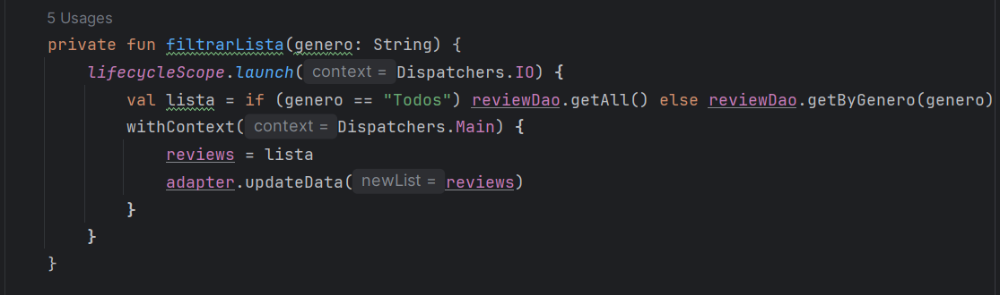 5 Usages
private fun filtrarLista(genero: String) {
lifecycleScope.launch(context = Dispatchers.IO) {
val lista = if (genero == "Todos") reviewDao.getAll() else reviewDao.getByGenero(genero)
withContext(context = Dispatchers.Main) {
reviews = lista
adapter.updateData(newList = reviews)
}
}
}